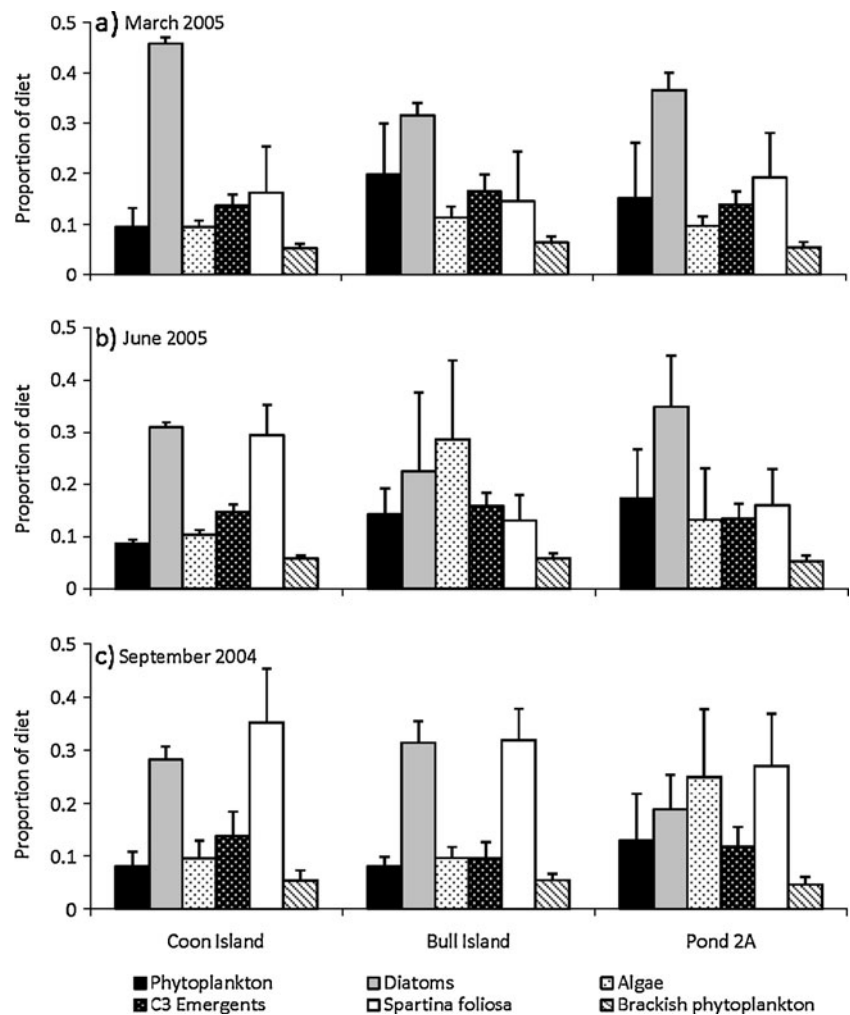 a) March 2005
0.5
0.4
0.3
0.2
0.1
0
Proportion of diet
b) June 2005
0.5
0.4
0.3
0.2
0.1
0
Proportion of diet
c) September 2004
0.5
0.4
0.3
0.2
0.1
0
Proportion of diet
Coon Island Bull Island Pond 2A
Phytoplankton Diatoms Algae
C3 Emergents Spartina foliosa Brackish phytoplankton